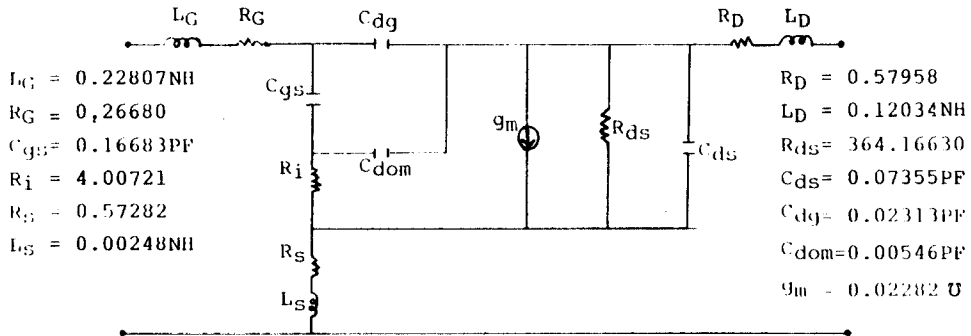 LG RG Cdg RD LD
LG = 0.22807NH
RG = 0,26680
Cgs = 0.16683PF
Ri = 4.00721
RS = 0.57282
LS = 0.00248NH
Cgs
Cdom
Ri
gm
Rds
Cds
Rs
Ls
RD = 0.57958
LD = 0.12034NH
Rds= 364.16630
Cds= 0.07355PF
Cdg= 0.02313PF
Cdom=0.00546PF
gm = 0.02282 ℧